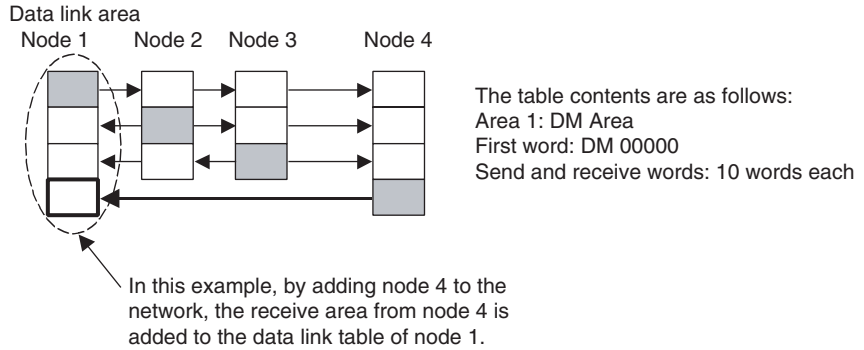 Data link area
Node 1 Node 2 Node 3 Node 4
The table contents are as follows:
Area 1: DM Area
First word: DM 00000
Send and receive words: 10 words each
In this example, by adding node 4 to the
network, the receive area from node 4 is
added to the data link table of node 1.